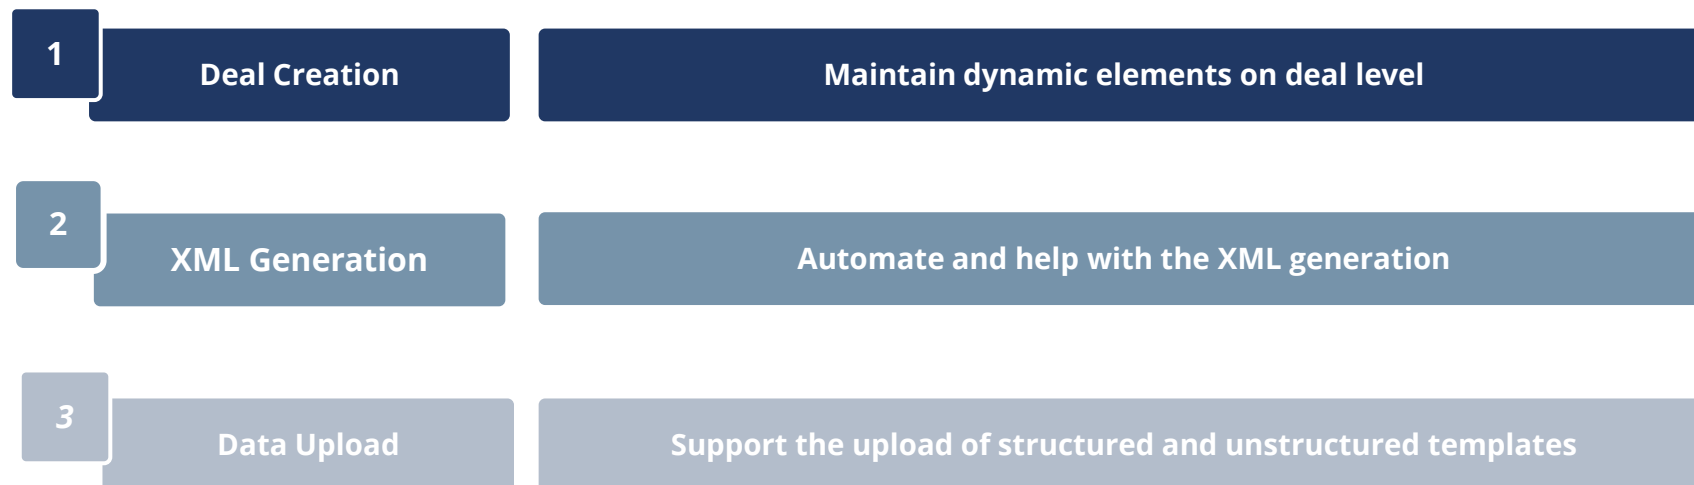 1
Deal Creation
Maintain dynamic elements on deal level
2
XML Generation
Automate and help with the XML generation
3
Data Upload
Support the upload of structured and unstructured templates